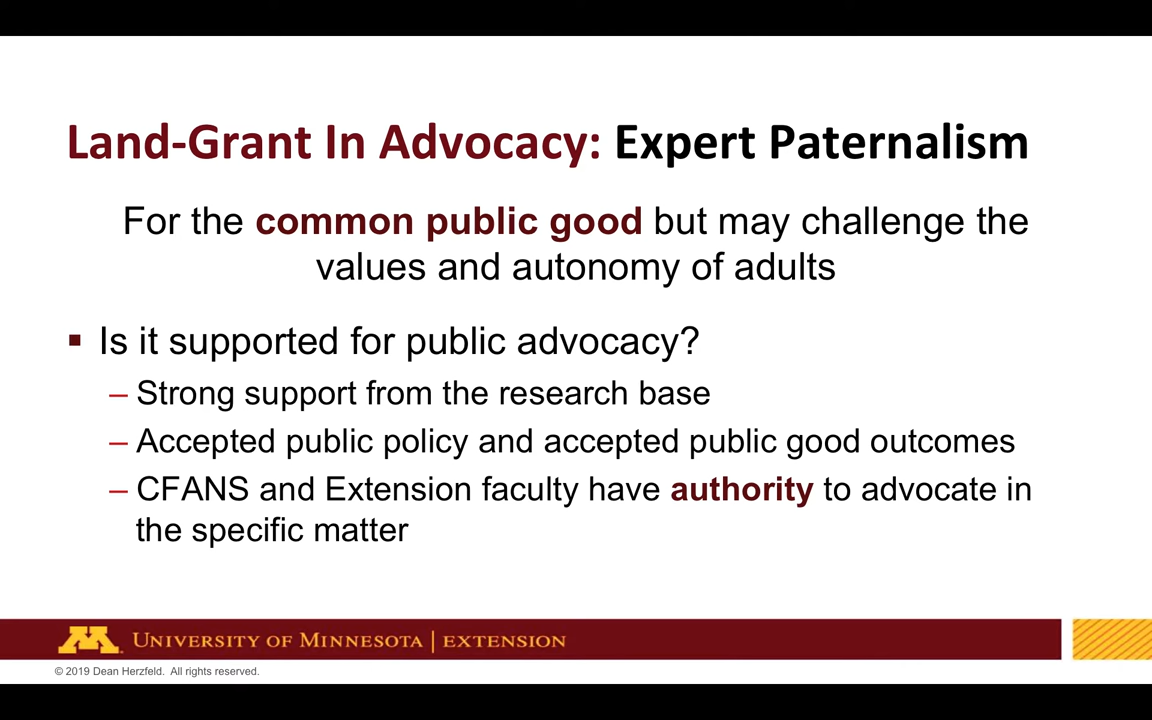 Land-Grant In Advocacy: Expert Paternalism
For the common public good but may challenge the
values and autonomy of adults
▪ Is it supported for public advocacy?
– Strong support from the research base
– Accepted public policy and accepted public good outcomes
– CFANS and Extension faculty have authority to advocate in
the specific matter
M UNIVERSITY OF MINNESOTA | EXTENSION
© 2019 Dean Herzfeld. All rights reserved.